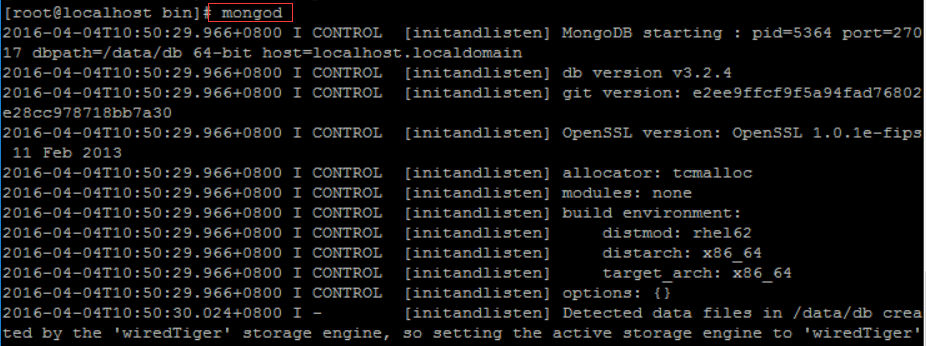 [root@localhost bin]# mongod
2016-04-04T10:50:29.966+0800 I CONTROL  [initandlisten] MongoDB starting : pid=5364 port=270
17 dbpath=/data/db 64-bit host=localhost.localdomain
2016-04-04T10:50:29.966+0800 I CONTROL  [initandlisten] db version v3.2.4
2016-04-04T10:50:29.966+0800 I CONTROL  [initandlisten] git version: e2ee9ffcf9f5a94fad76802
e28cc978718bb7a30
2016-04-04T10:50:29.966+0800 I CONTROL  [initandlisten] OpenSSL version: OpenSSL 1.0.1e-fips
 11 Feb 2013
2016-04-04T10:50:29.966+0800 I CONTROL  [initandlisten] allocator: tcmalloc
2016-04-04T10:50:29.966+0800 I CONTROL  [initandlisten] modules: none
2016-04-04T10:50:29.966+0800 I CONTROL  [initandlisten] build environment:
2016-04-04T10:50:29.966+0800 I CONTROL  [initandlisten]     distmod: rhel62
2016-04-04T10:50:29.966+0800 I CONTROL  [initandlisten]     distarch: x86_64
2016-04-04T10:50:29.966+0800 I CONTROL  [initandlisten]     target_arch: x86_64
2016-04-04T10:50:29.966+0800 I CONTROL  [initandlisten] options: {}
2016-04-04T10:50:30.024+0800 I -        [initandlisten] Detected data files in /data/db crea
ted by the 'wiredTiger' storage engine, so setting the active storage engine to 'wiredTiger'